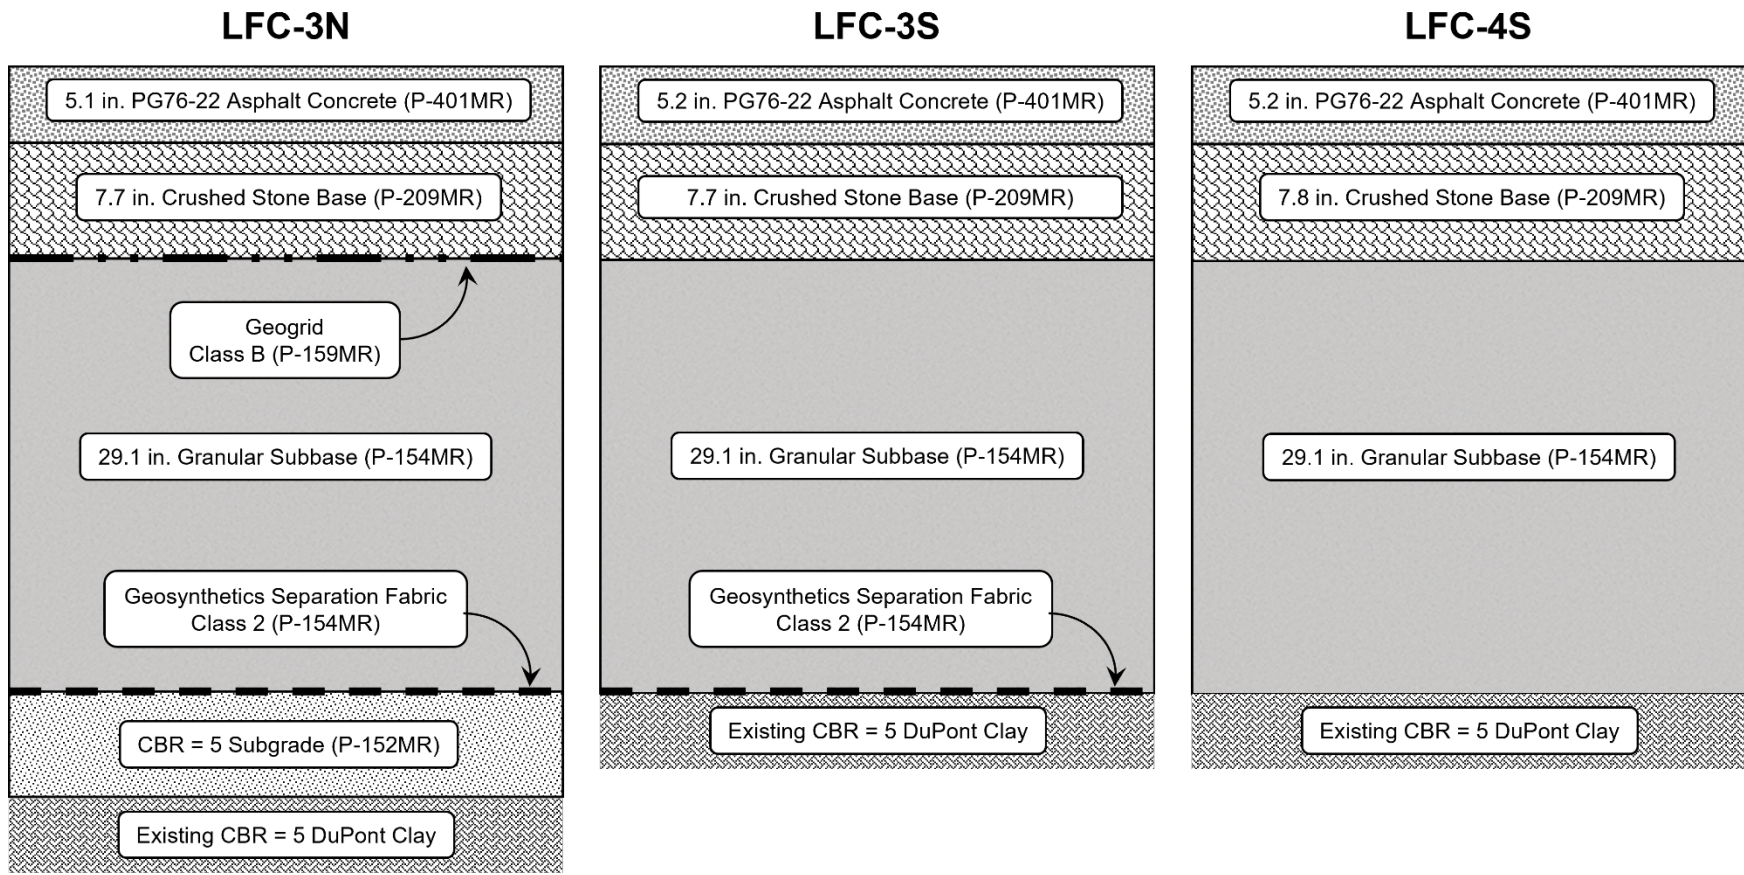 LFC-3N
5.1 in. PG76-22 Asphalt Concrete (P-401MR)
7.7 in. Crushed Stone Base (P-209MR)
Geogrid
Class B (P-159MR)
29.1 in. Granular Subbase (P-154MR)
Geosynthetics Separation Fabric
Class 2 (P-154MR)
CBR = 5 Subgrade (P-152MR)
Existing CBR = 5 DuPont Clay
LFC-3S
5.2 in. PG76-22 Asphalt Concrete (P-401MR)
7.7 in. Crushed Stone Base (P-209MR)
29.1 in. Granular Subbase (P-154MR)
Geosynthetics Separation Fabric
Class 2 (P-154MR)
Existing CBR = 5 DuPont Clay
LFC-4S
5.2 in. PG76-22 Asphalt Concrete (P-401MR)
7.8 in. Crushed Stone Base (P-209MR)
29.1 in. Granular Subbase (P-154MR)
Existing CBR = 5 DuPont Clay